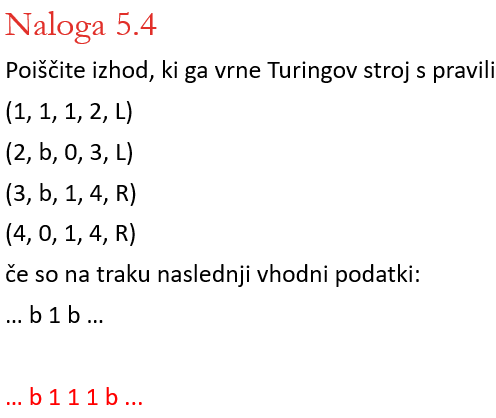 Naloga 5.4
Poiščite izhod, ki ga vrne Turingov stroj s pravili
(1, 1, 1, 2, L)
(2, b, 0, 3, L)
(3, b, 1, 4, R)
(4, 0, 1, 4, R)
če so na traku naslednji vhodni podatki:
... b 1 b ...
... b 1 1 1 b ...